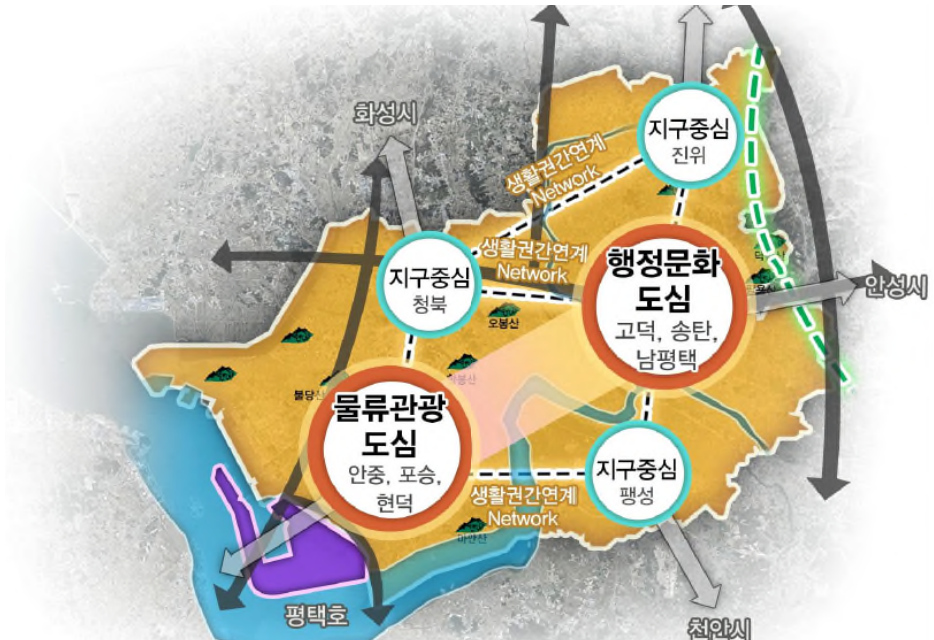 화성시
지구중심
진위
생활권간연계
Network
생활권간연계
Network
지구중심
청북
행정문화
도심
고덕, 송탄,
남평택
안성시
오봉산
불당산
물류관광
도심
안중, 포승,
현덕
지구중심
팽성
생활권간연계
Network
마안산
평택호
천안시